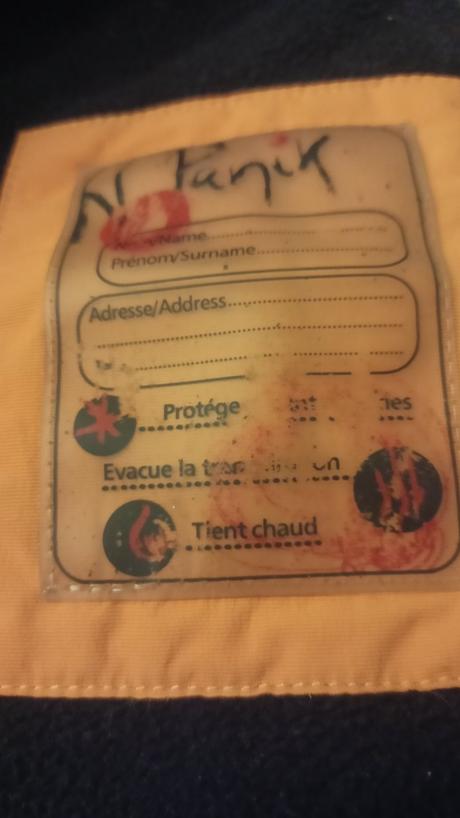 Panik
Name
Prénom/Surname
Adresse/Address
Protége
Evacue la
Tient chaud